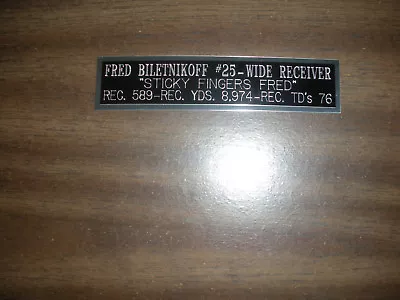 FRED BILETNIKOFF #25-WIDE RECEIVER
"STICKY FINGERS FRED"
REC. 589-REC. YDS. 8,974-REC. TD's 76